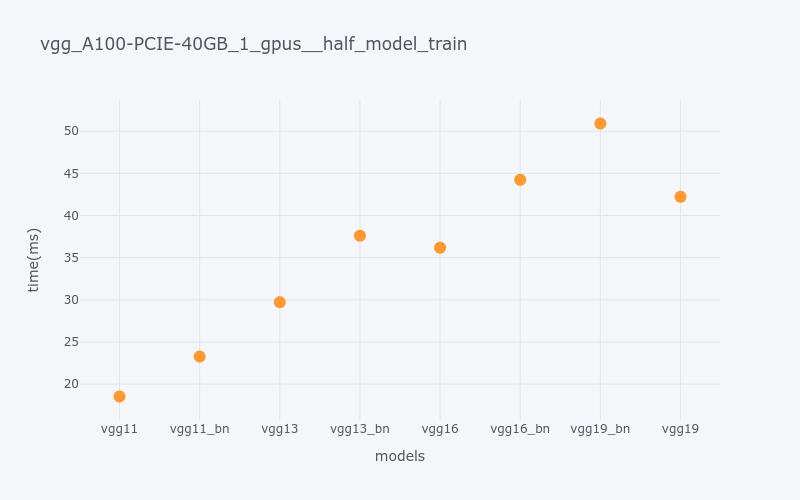 vgg_A100-PCIE-40GB_1_gpus__half_model_train
time(ms)
50
45
40
35
30
25
20
vgg11 vgg11_bn vgg13 vgg13_bn vgg16 vgg16_bn vgg19_bn vgg19
models